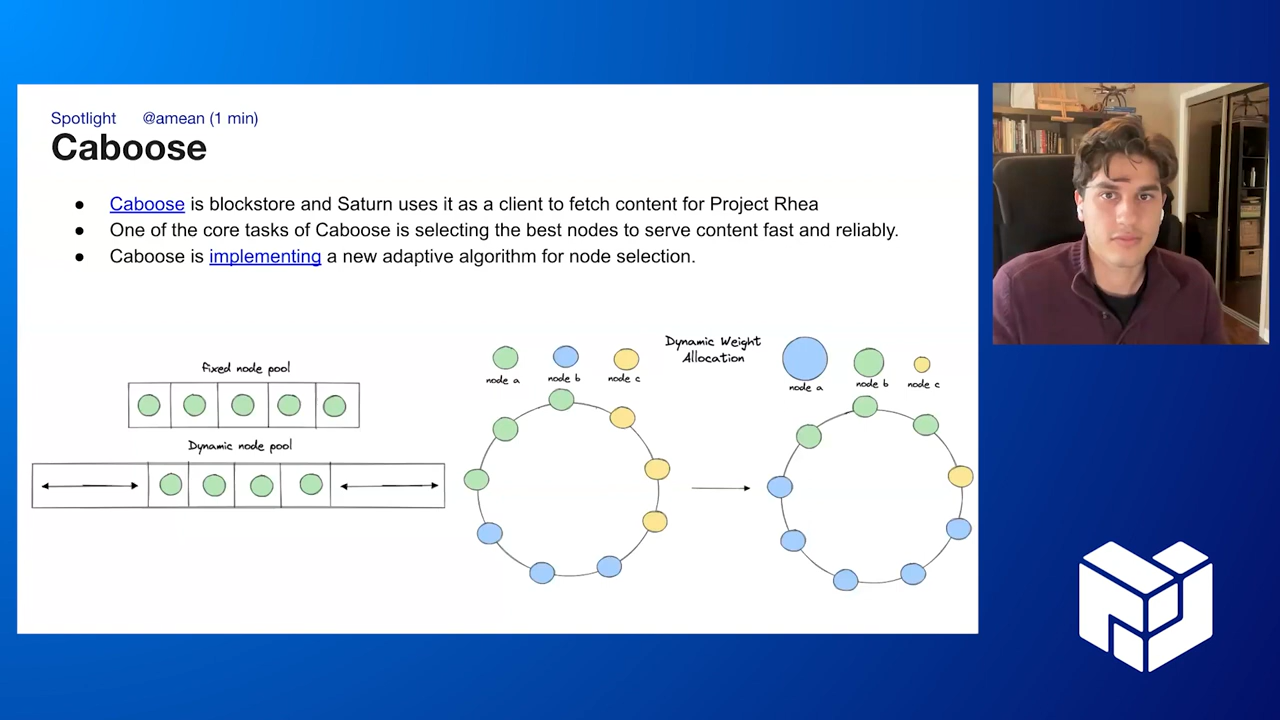 Spotlight @amean (1 min)
Caboose
● Caboose is blockstore and Saturn uses it as a client to fetch content for Project Rhea
● One of the core tasks of Caboose is selecting the best nodes to serve content fast and reliably.
● Caboose is implementing a new adaptive algorithm for node selection.
fixed node pool
Dynamic node pool
node a node b node c
Dynamic Weight
Allocation
node a node b node c